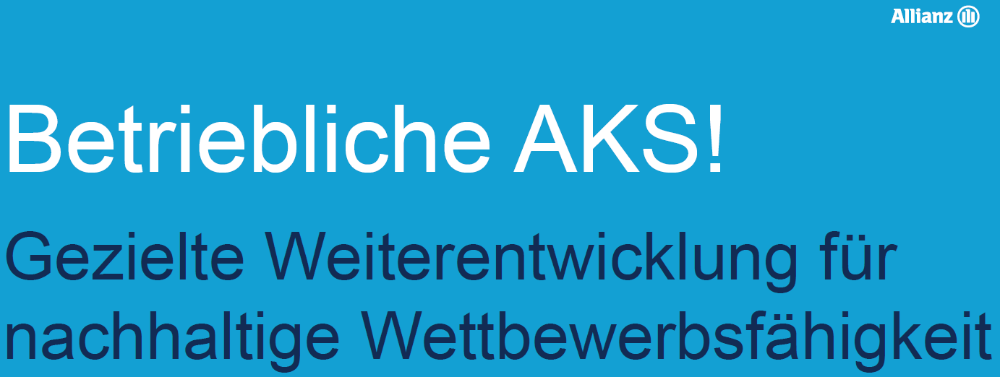 Allianz
Betriebliche AKS!
Gezielte Weiterentwicklung für
nachhaltige Wettbewerbsfähigkeit